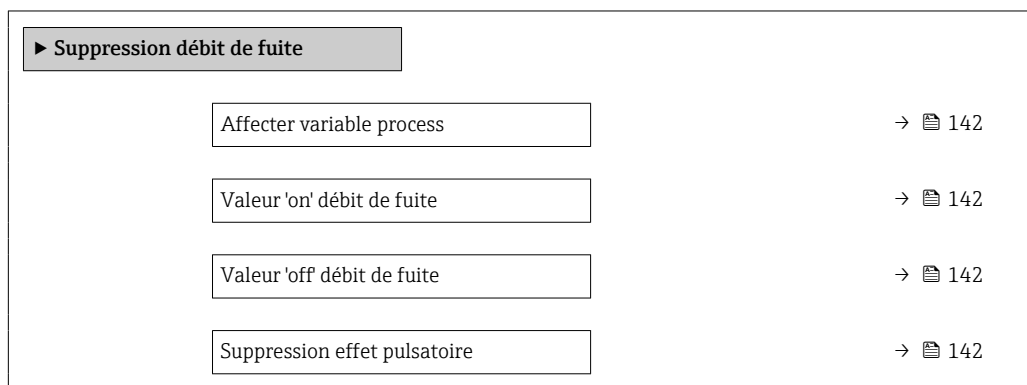 ▶ Suppression débit de fuite
Affecter variable process → 142
Valeur 'on' débit de fuite → 142
Valeur 'off' débit de fuite → 142
Suppression effet pulsatoire → 142